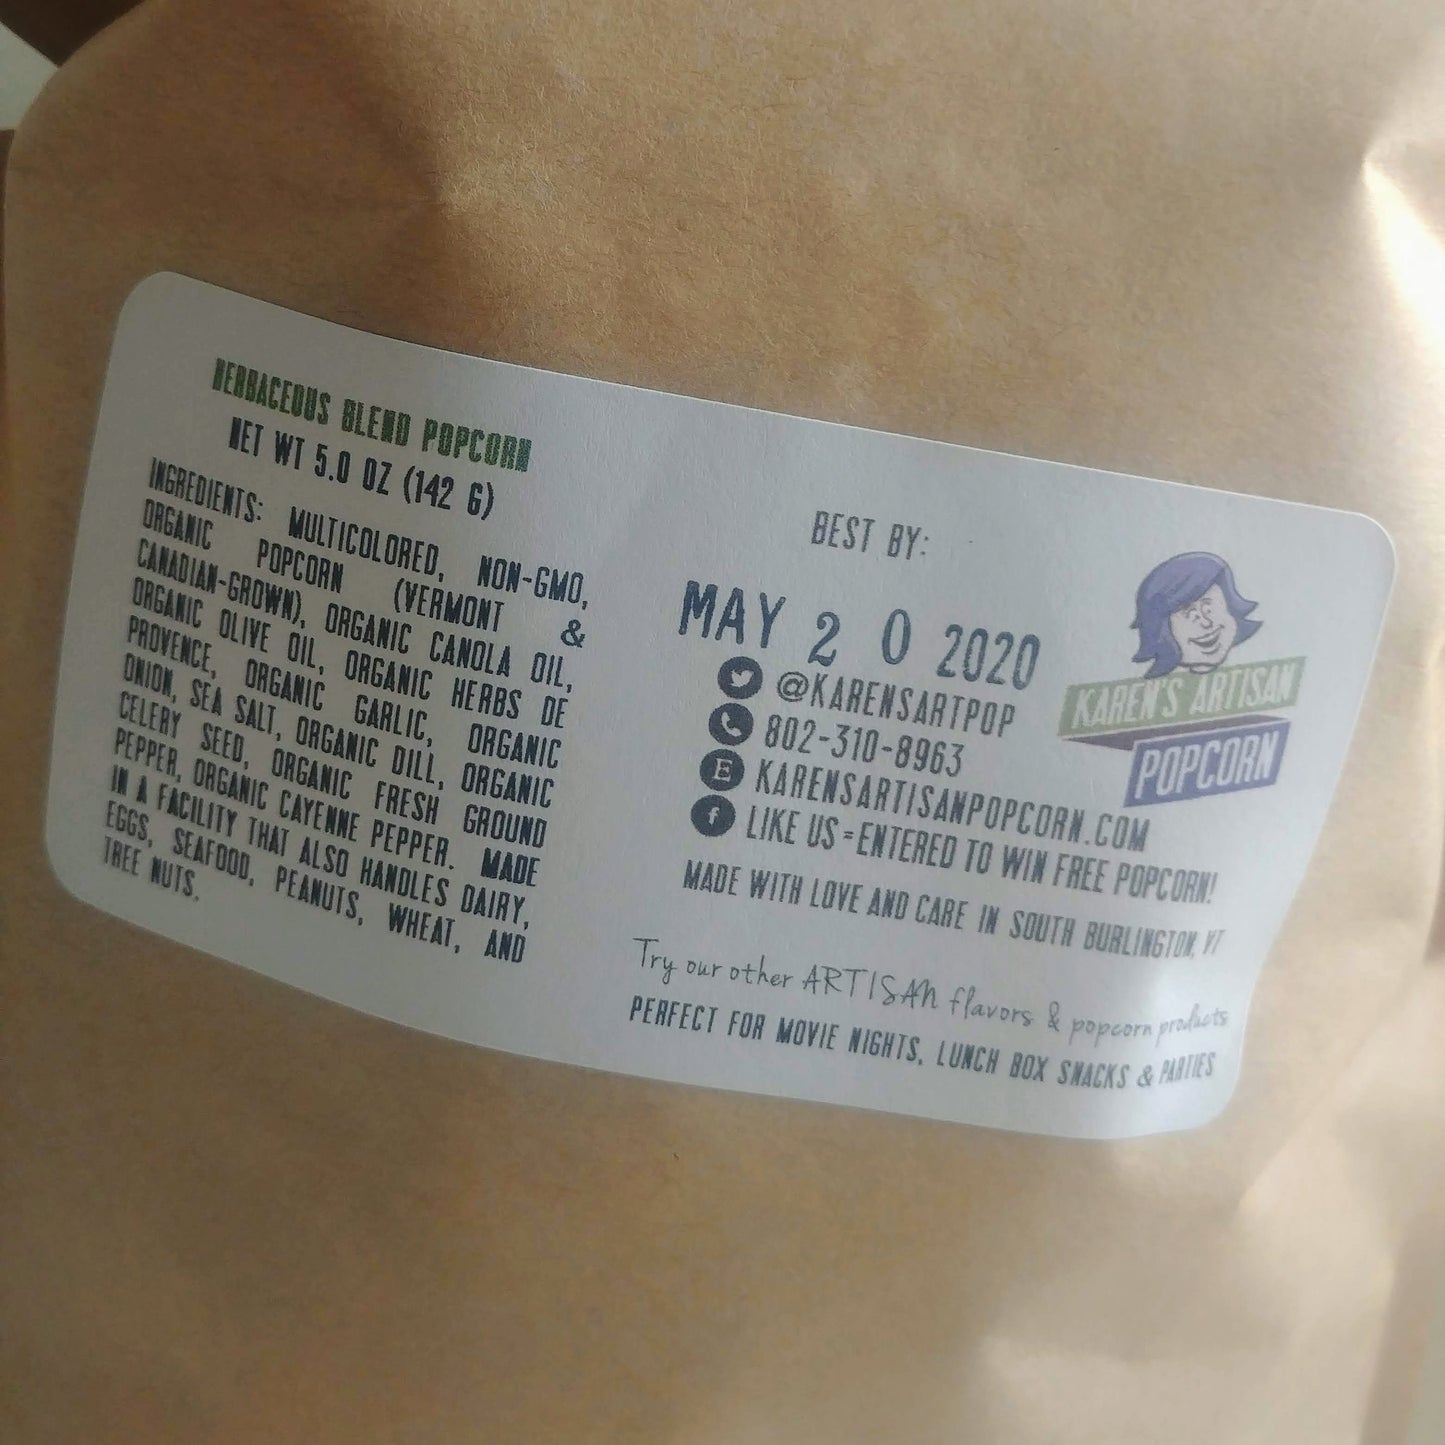 HERBACEOUS BLEND POPCORN
NET WT 5.0 OZ (142 G)
INGREDIENTS: MULTICOLORED, NON-GMO,
ORGANIC POPCORN (VERMONT &
CANADIAN-GROWN), ORGANIC CANOLA OIL,
ORGANIC OLIVE OIL, ORGANIC HERBS DE
PROVENCE, ORGANIC GARLIC, ORGANIC
ONION, SEA SALT, ORGANIC DILL, ORGANIC
CELERY SEED, ORGANIC FRESH GROUND
PEPPER, ORGANIC CAYENNE PEPPER. MADE
IN A FACILITY THAT ALSO HANDLES DAIRY,
EGGS, SEAFOOD, PEANUTS, WHEAT, AND
TREE NUTS.
BEST BY:
MAY 2 0 2020
@KARENSARTPOP
802-310-8963
E KARENSARTISANPOPCORN.COM
f LIKE US = ENTERED TO WIN FREE POPCORN!
MADE WITH LOVE AND CARE IN SOUTH BURLINGTON, VT
Try our other ARTISAN flavors & popcorn products
PERFECT FOR MOVIE NIGHTS, LUNCH BOX SNACKS & PARTIES
KAREN'S ARTISAN
POPCORN